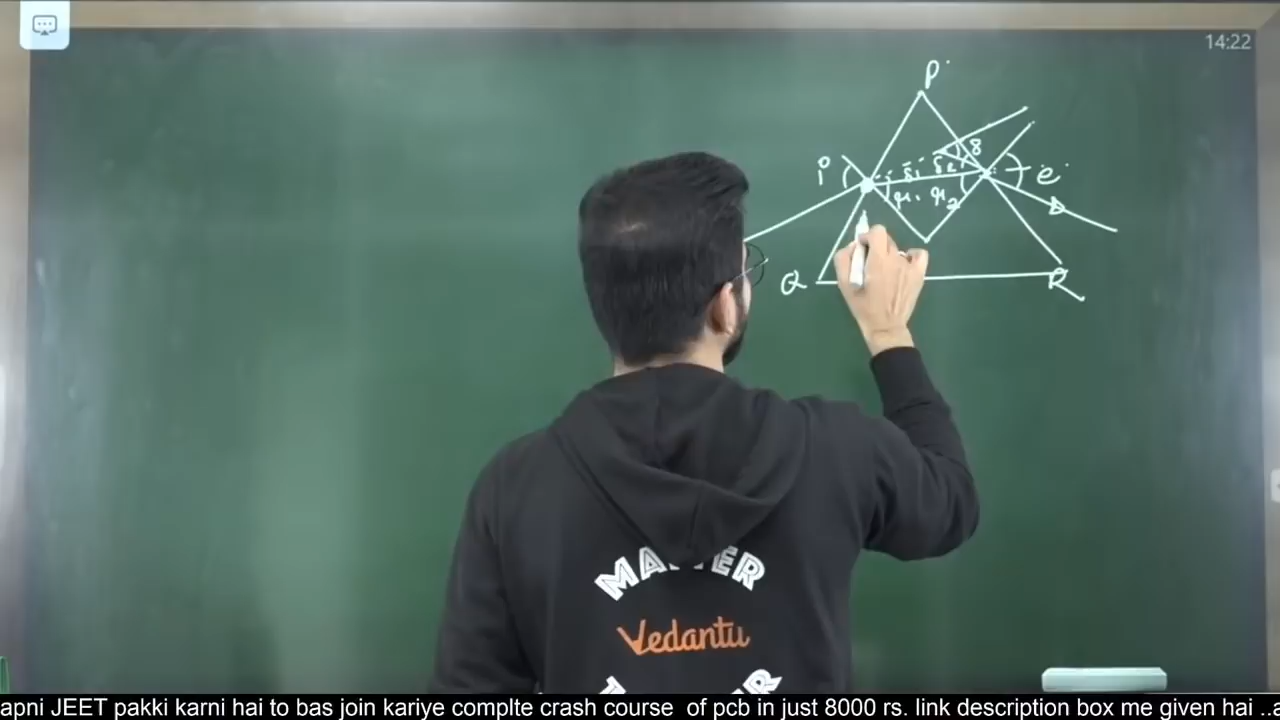 14:22
P
i
δ1 δ2
δ
e
r1 r2
Q
R
MASTER
Vedantu
apni JEET pakki karni hai to bas join kariye complte crash course of pcb in just 8000 rs. link description box me given hai ..a